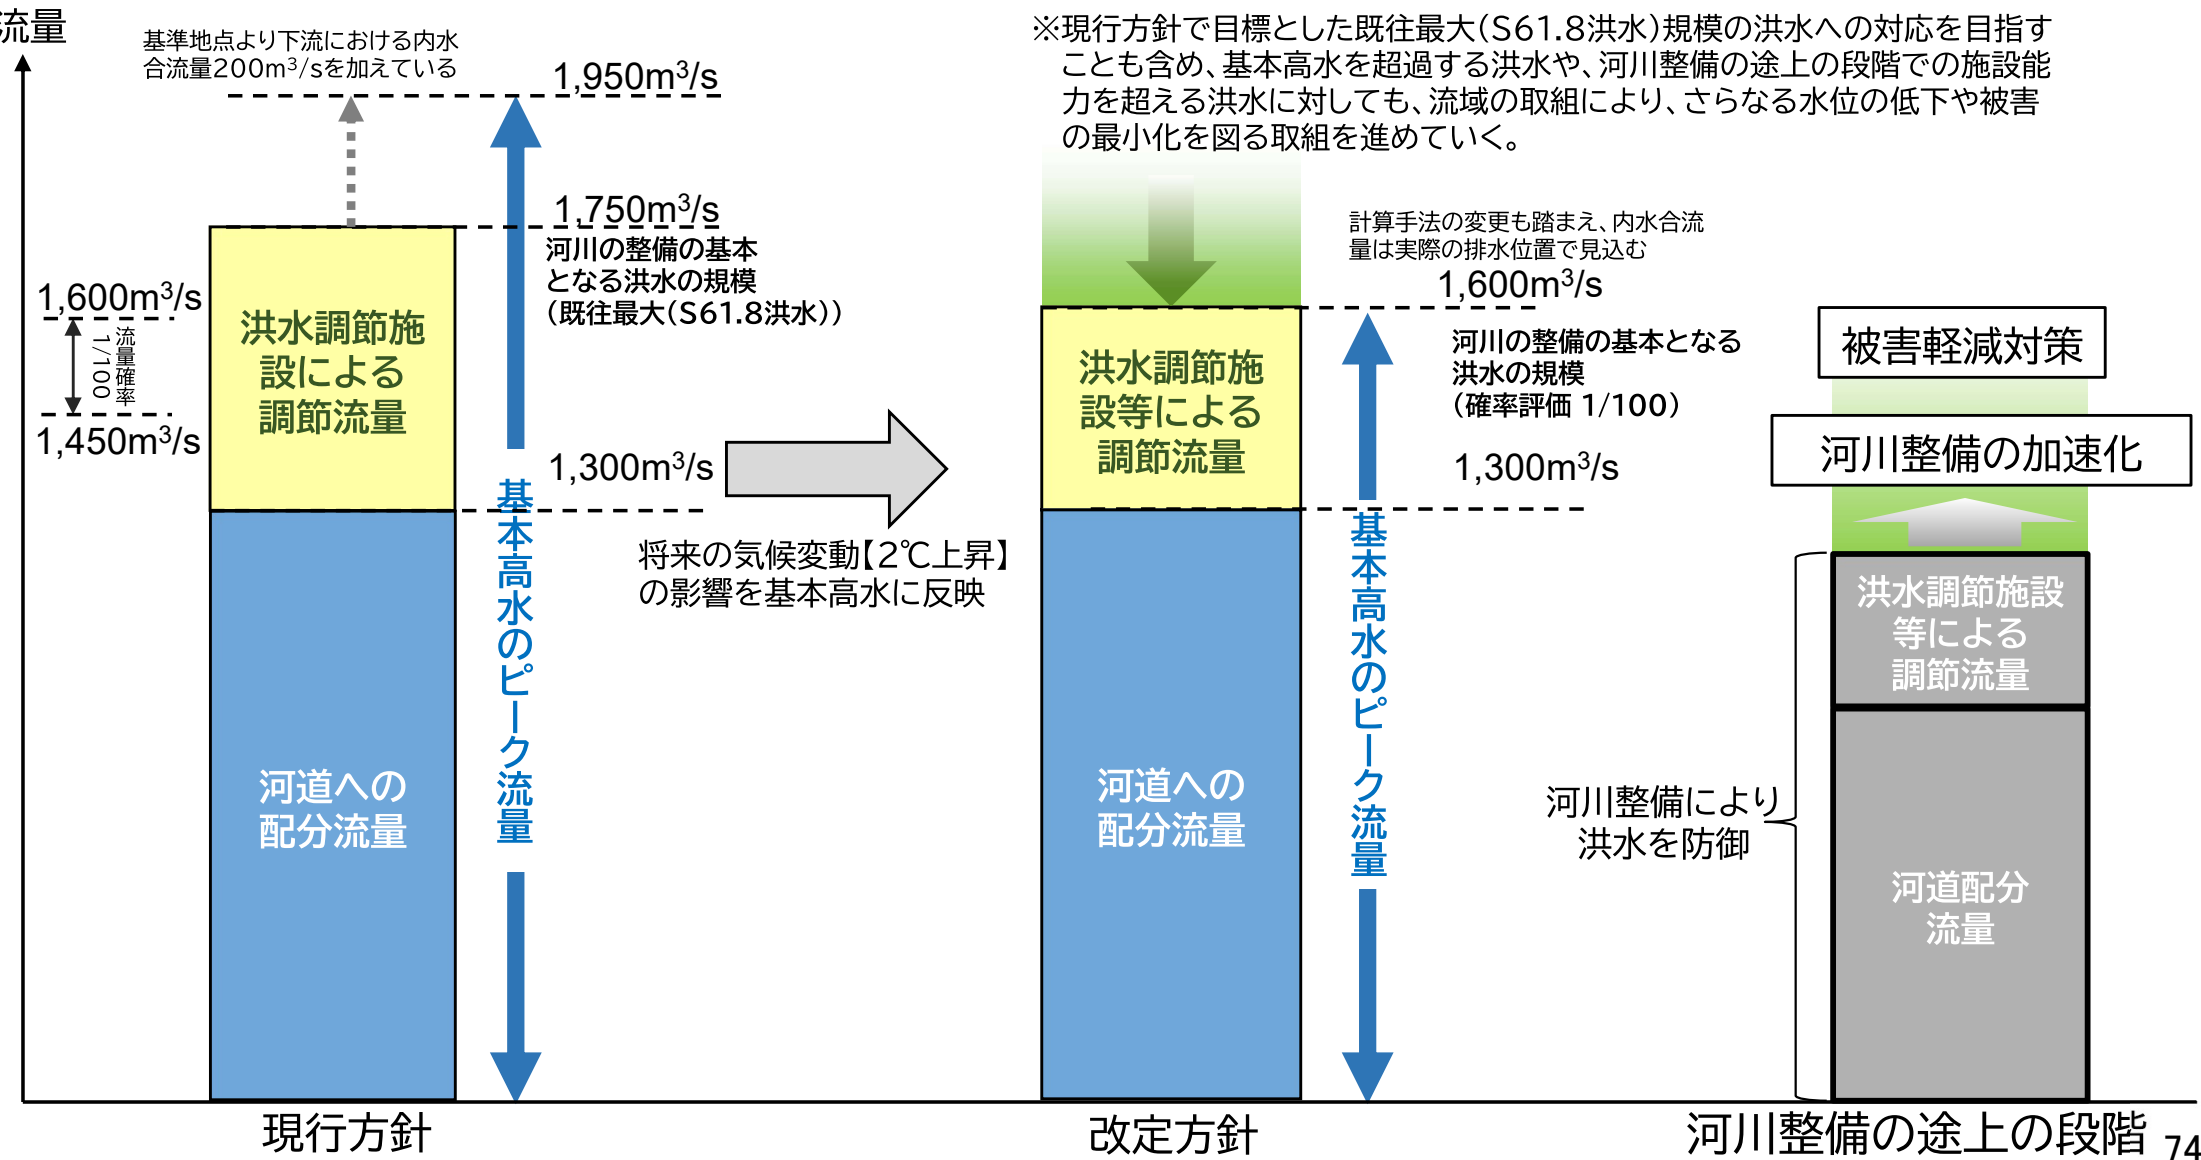 流量
基準地点より下流における内水
合流量200m³/sを加えている
1,950m³/s
1,750m³/s
河川の整備の基本
となる洪水の規模
（既往最大（S61.8洪水））
1,600m³/s
流量確率
1/100
1,450m³/s
洪水調節施
設による
調節流量
1,300m³/s
基本高水のピーク流量
河道への
配分流量
現行方針
将来の気候変動【2℃上昇】
の影響を基本高水に反映
※現行方針で目標とした既往最大（S61.8洪水）規模の洪水への対応を目指す
ことも含め、基本高水を超過する洪水や、河川整備の途上の段階での施設能
力を超える洪水に対しても、流域の取組により、さらなる水位の低下や被害
の最小化を図る取組を進めていく。
計算手法の変更も踏まえ、内水合流
量は実際の排水位置で見込む
1,600m³/s
河川の整備の基本となる
洪水の規模
（確率評価 1/100）
洪水調節施
設等による
調節流量
1,300m³/s
基本高水のピーク流量
河道への
配分流量
改定方針
被害軽減対策
河川整備の加速化
洪水調節施設
等による
調節流量
河川整備により
洪水を防御
河道配分
流量
河川整備の途上の段階
74